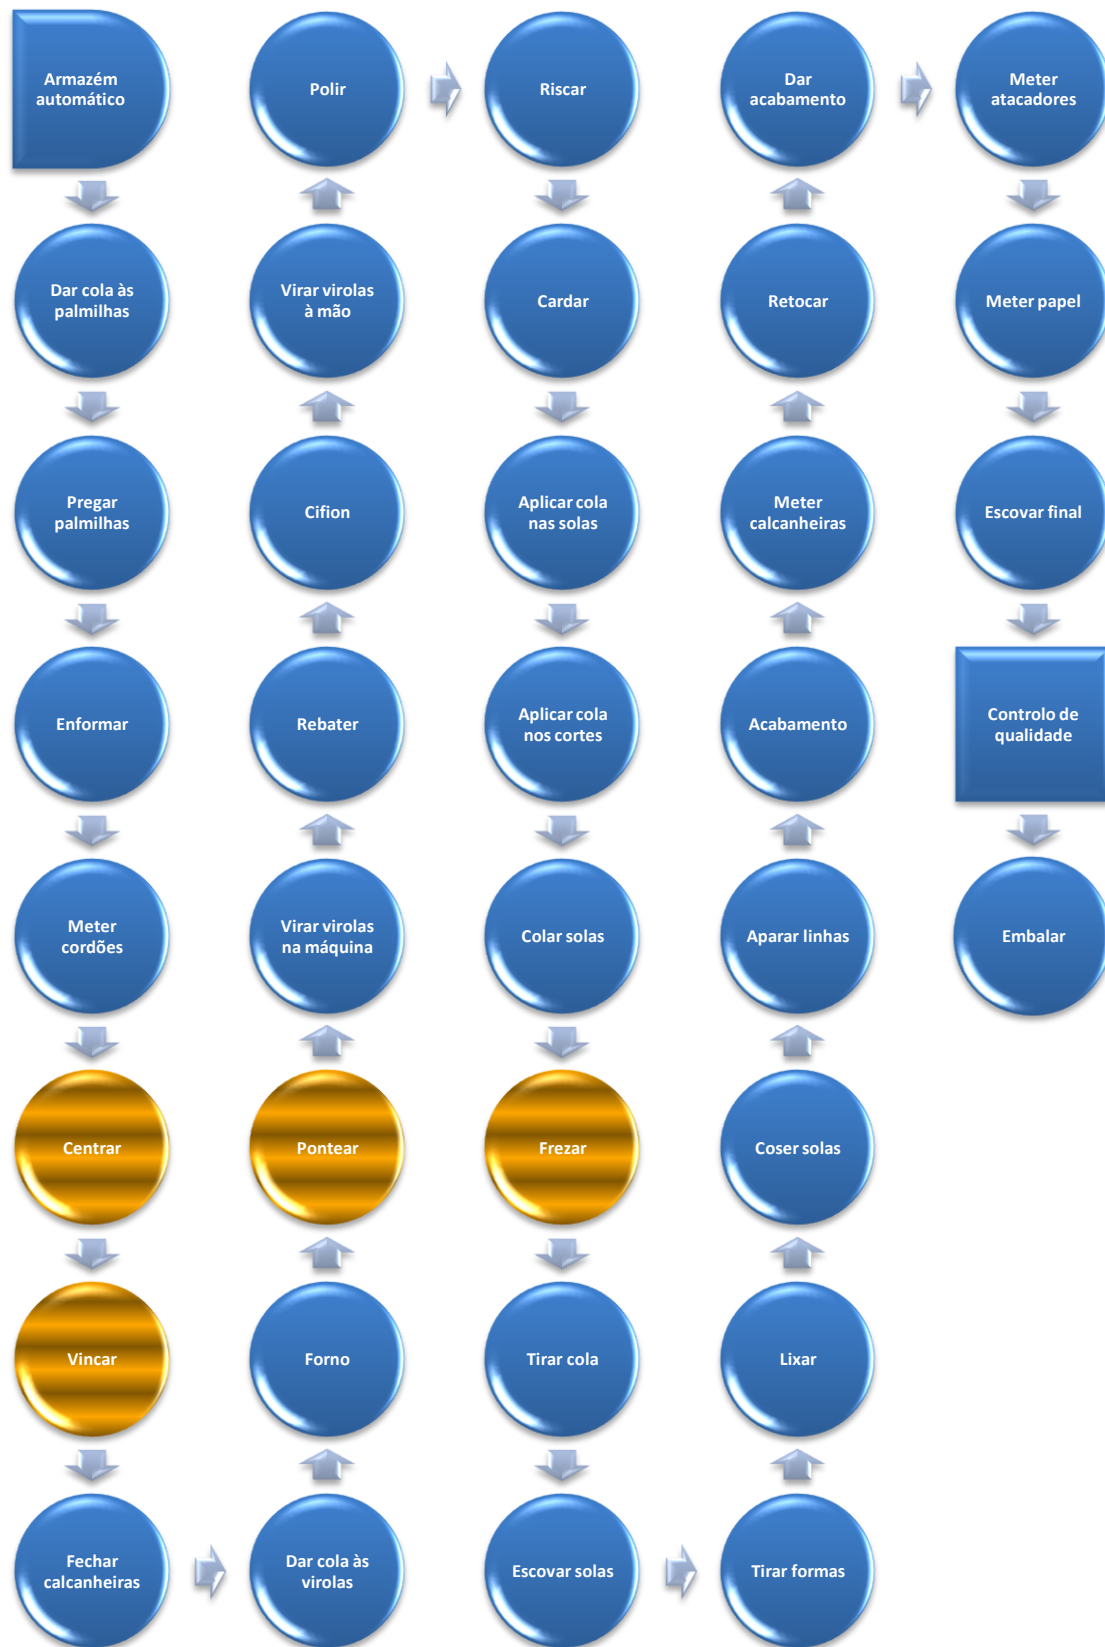 Armazém
automático
Dar cola às
palmilhas
Pregar
palmilhas
Enformar
Meter
cordões
Centrar
Vincar
Fechar
calcanheiras
Dar cola às
virolas
Forno
Pontear
Virar virolas
na máquina
Rebater
Cifion
Virar virolas
à mão
Polir
Riscar
Cardar
Aplicar cola
nas solas
Aplicar cola
nos cortes
Colar solas
Frezar
Tirar cola
Escovar solas
Tirar formas
Lixar
Coser solas
Aparar linhas
Acabamento
Meter
calcanheiras
Retocar
Dar
acabamento
Meter
atacadores
Meter papel
Escovar final
Controlo de
qualidade
Embalar